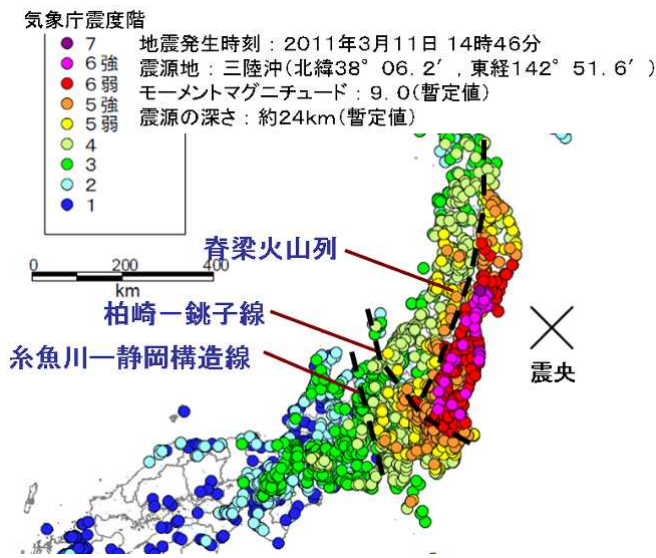 気象庁震度階
7
6強
6弱
5強
5弱
4
3
2
1
地震発生時刻：2011年3月11日 14時46分
震源地：三陸沖(北緯38° 06.2′, 東経142° 51.6′)
モーメントマグニチュード：9.0(暫定値)
震源の深さ：約24km(暫定値)
0 200 400
km
脊梁火山列
柏崎ー銚子線
糸魚川ー静岡構造線
震央